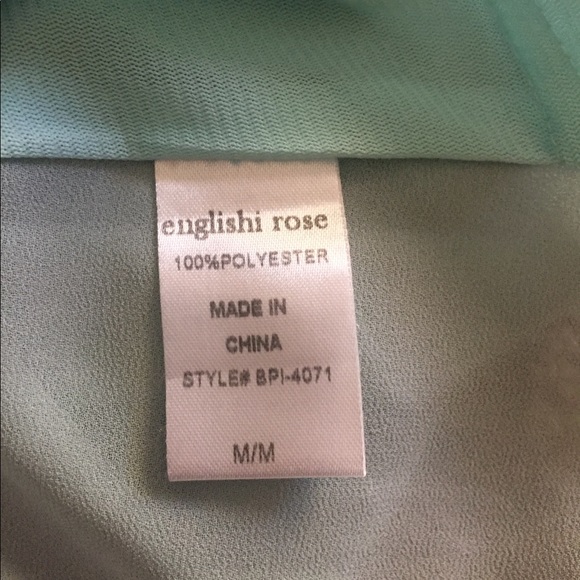 englishi rose
100%POLYESTER
MADE IN
CHINA
STYLE# BPI-4071
M/M